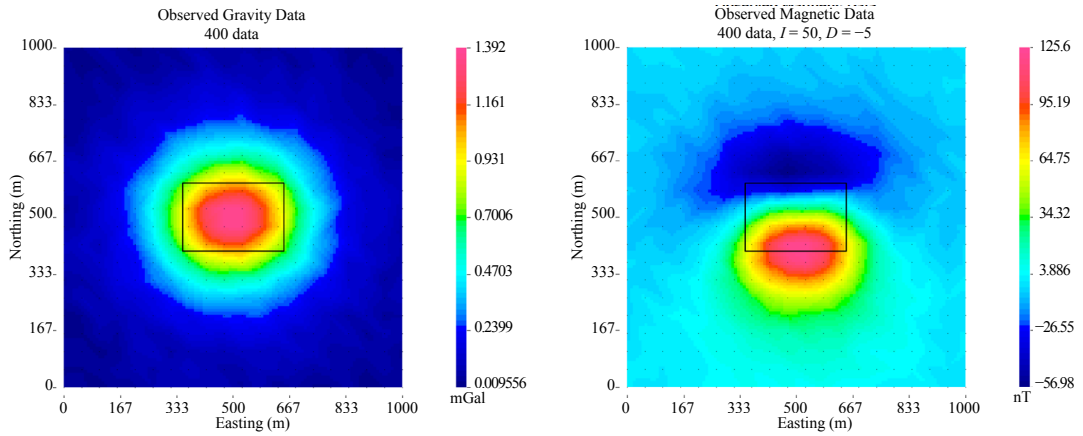 Observed Gravity Data
400 data
1000
833
667
500
333
167
0
Northing (m)
0 167 333 500 667 833 1000
Easting (m)
1.392
1.161
0.931
0.7006
0.4703
0.2399
0.009556
mGal
Observed Magnetic Data
400 data, I = 50, D = −5
1000
833
667
500
333
167
0
Northing (m)
0 167 333 500 667 833 1000
Easting (m)
125.6
95.19
64.75
34.32
3.886
−26.55
−56.98
nT